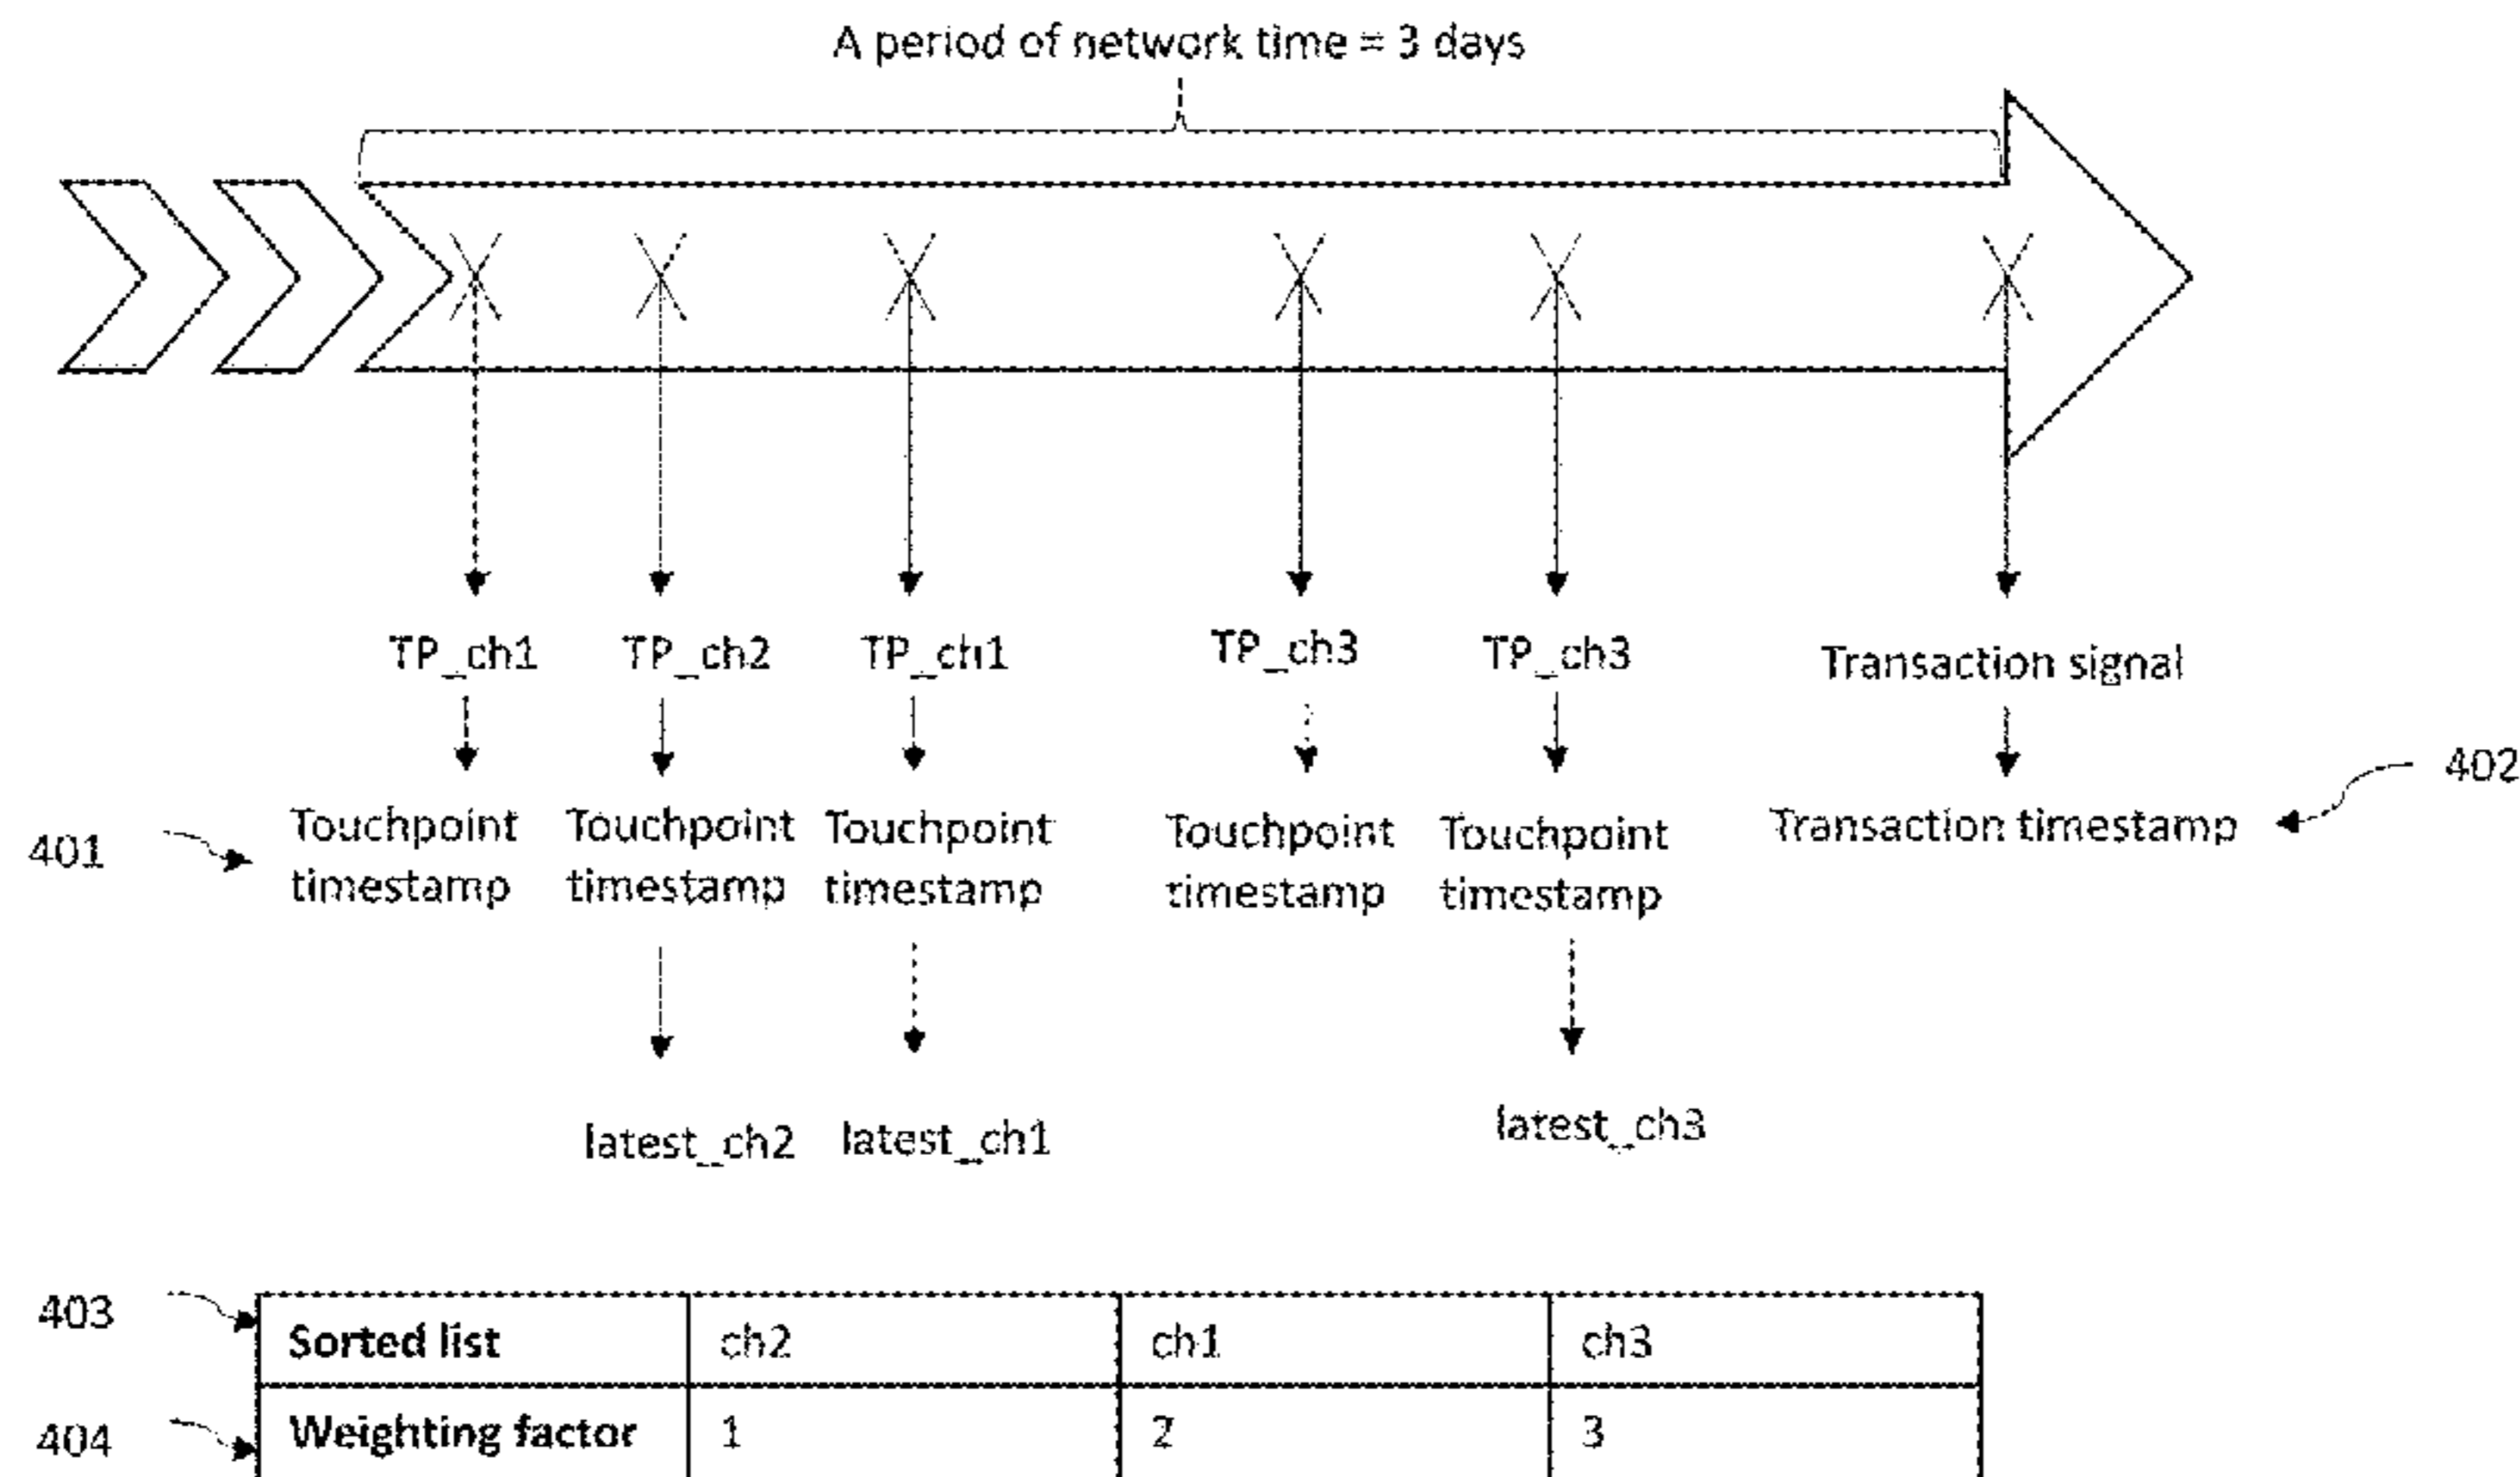 A period of network time = 3 days
TP_ch1 TP_ch2 TP_ch1 TP_ch3 TP_ch3 Transaction signal
402
401 Touchpoint Touchpoint Touchpoint Touchpoint Touchpoint Transaction timestamp
timestamp timestamp timestamp timestamp timestamp
latest_ch2 latest_ch1 latest_ch3
403 Sorted list ch2 ch1 ch3
404 Weighting factor 1 2 3